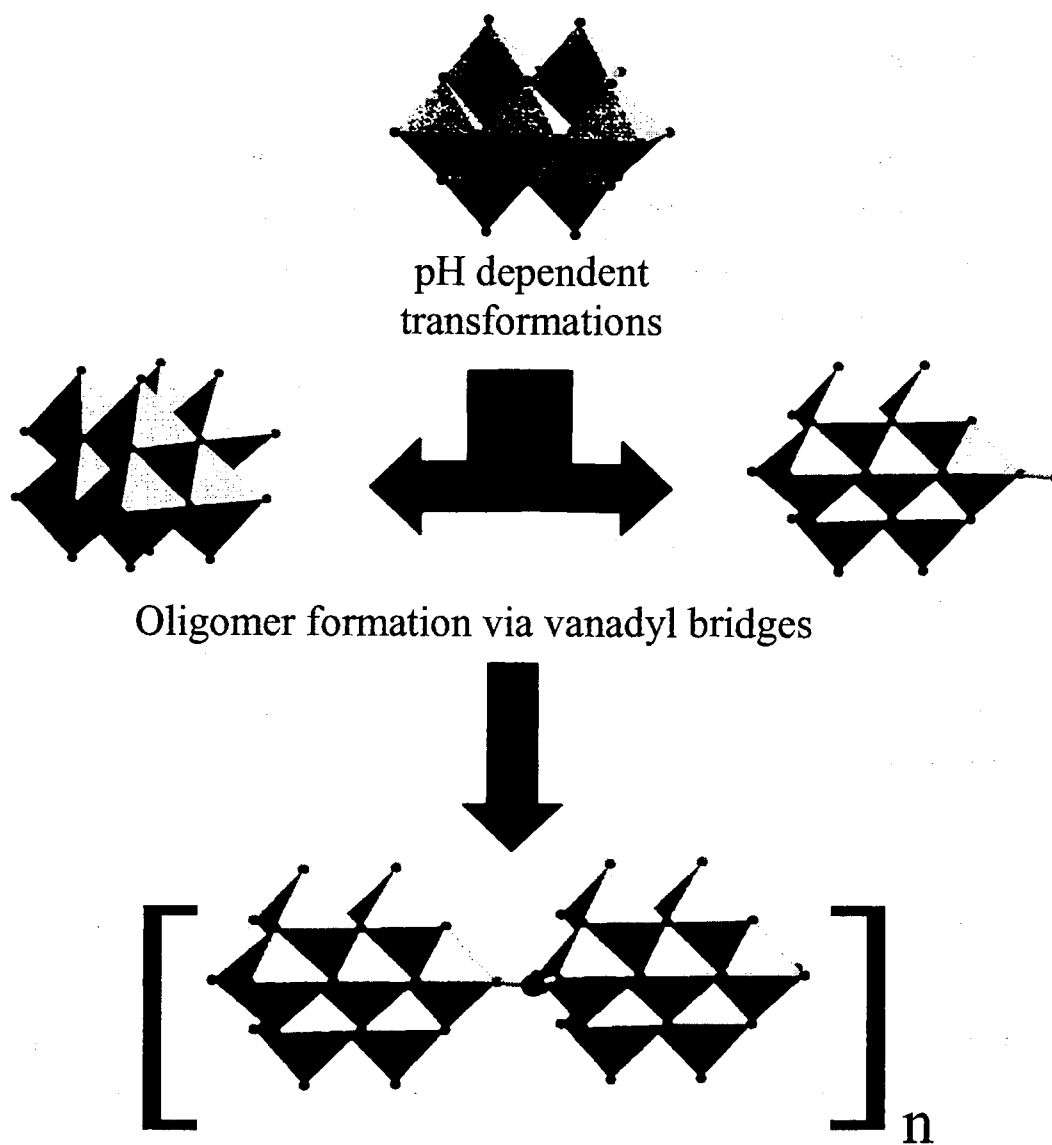 pH dependent
transformations
Oligomer formation via vanadyl bridges
n